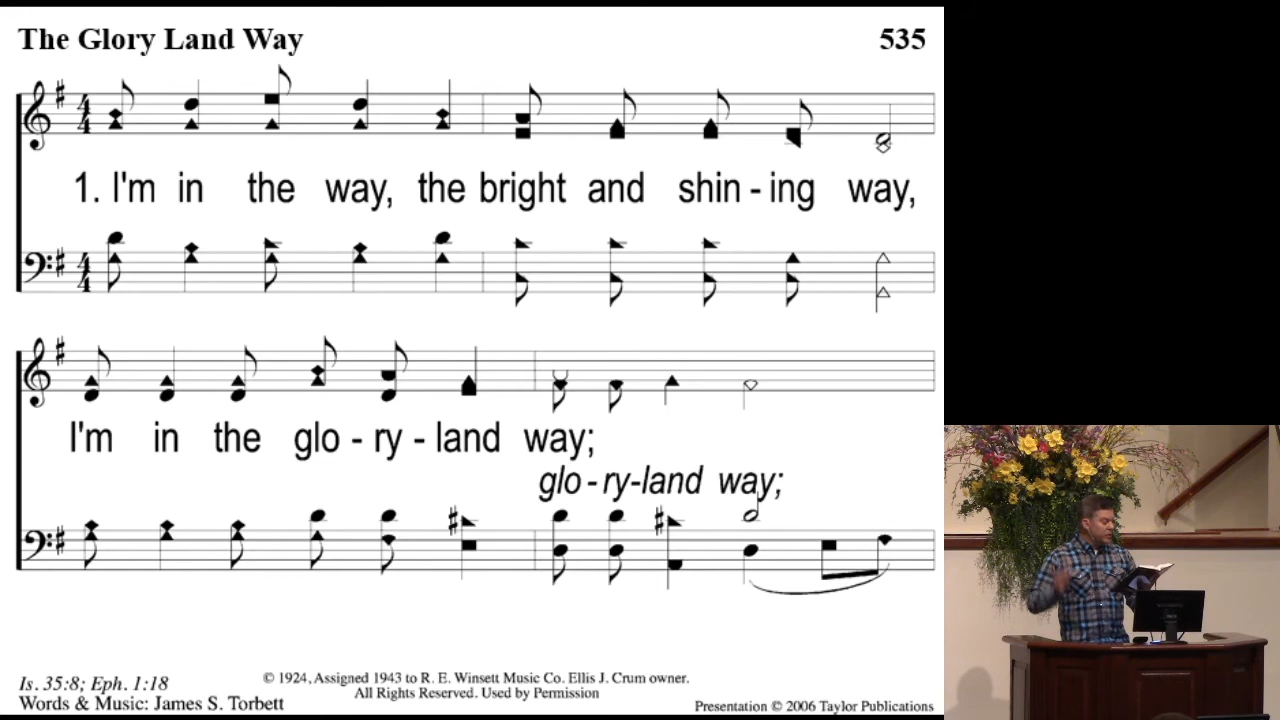 The Glory Land Way 535
1. I'm in the way, the bright and shin - ing way,
I'm in the glo - ry - land way;
glo - ry-land way;
Is. 35:8; Eph. 1:18
Words & Music: James S. Torbett
© 1924, Assigned 1943 to R. E. Winsett Music Co. Ellis J. Crum owner.
All Rights Reserved. Used by Permission
Presentation © 2006 Taylor Publications